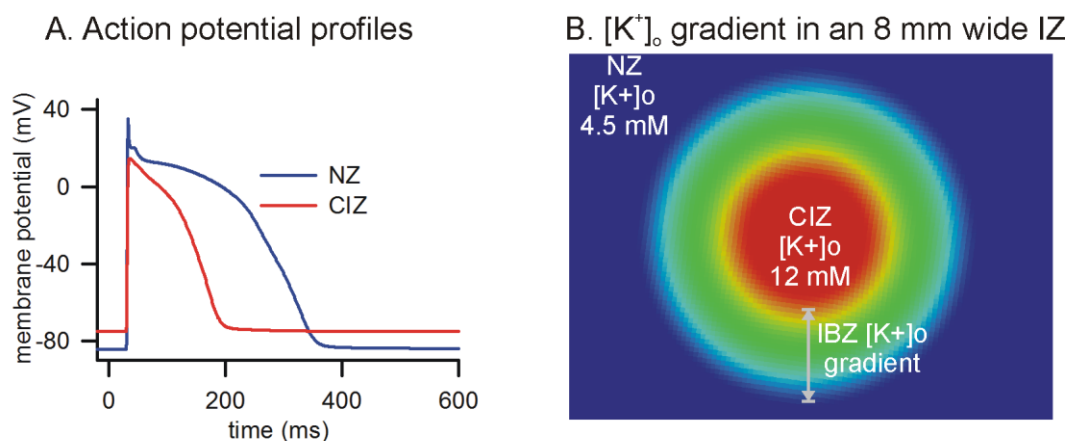 A. Action potential profiles
membrane potential (mV)
40
0
-40
-80
NZ
CIZ
0 200 400 600
time (ms)
B. [K⁺]ₒ gradient in an 8 mm wide IZ
NZ
[K+]o
4.5 mM
CIZ
[K+]o
12 mM
IBZ [K+]o
gradient